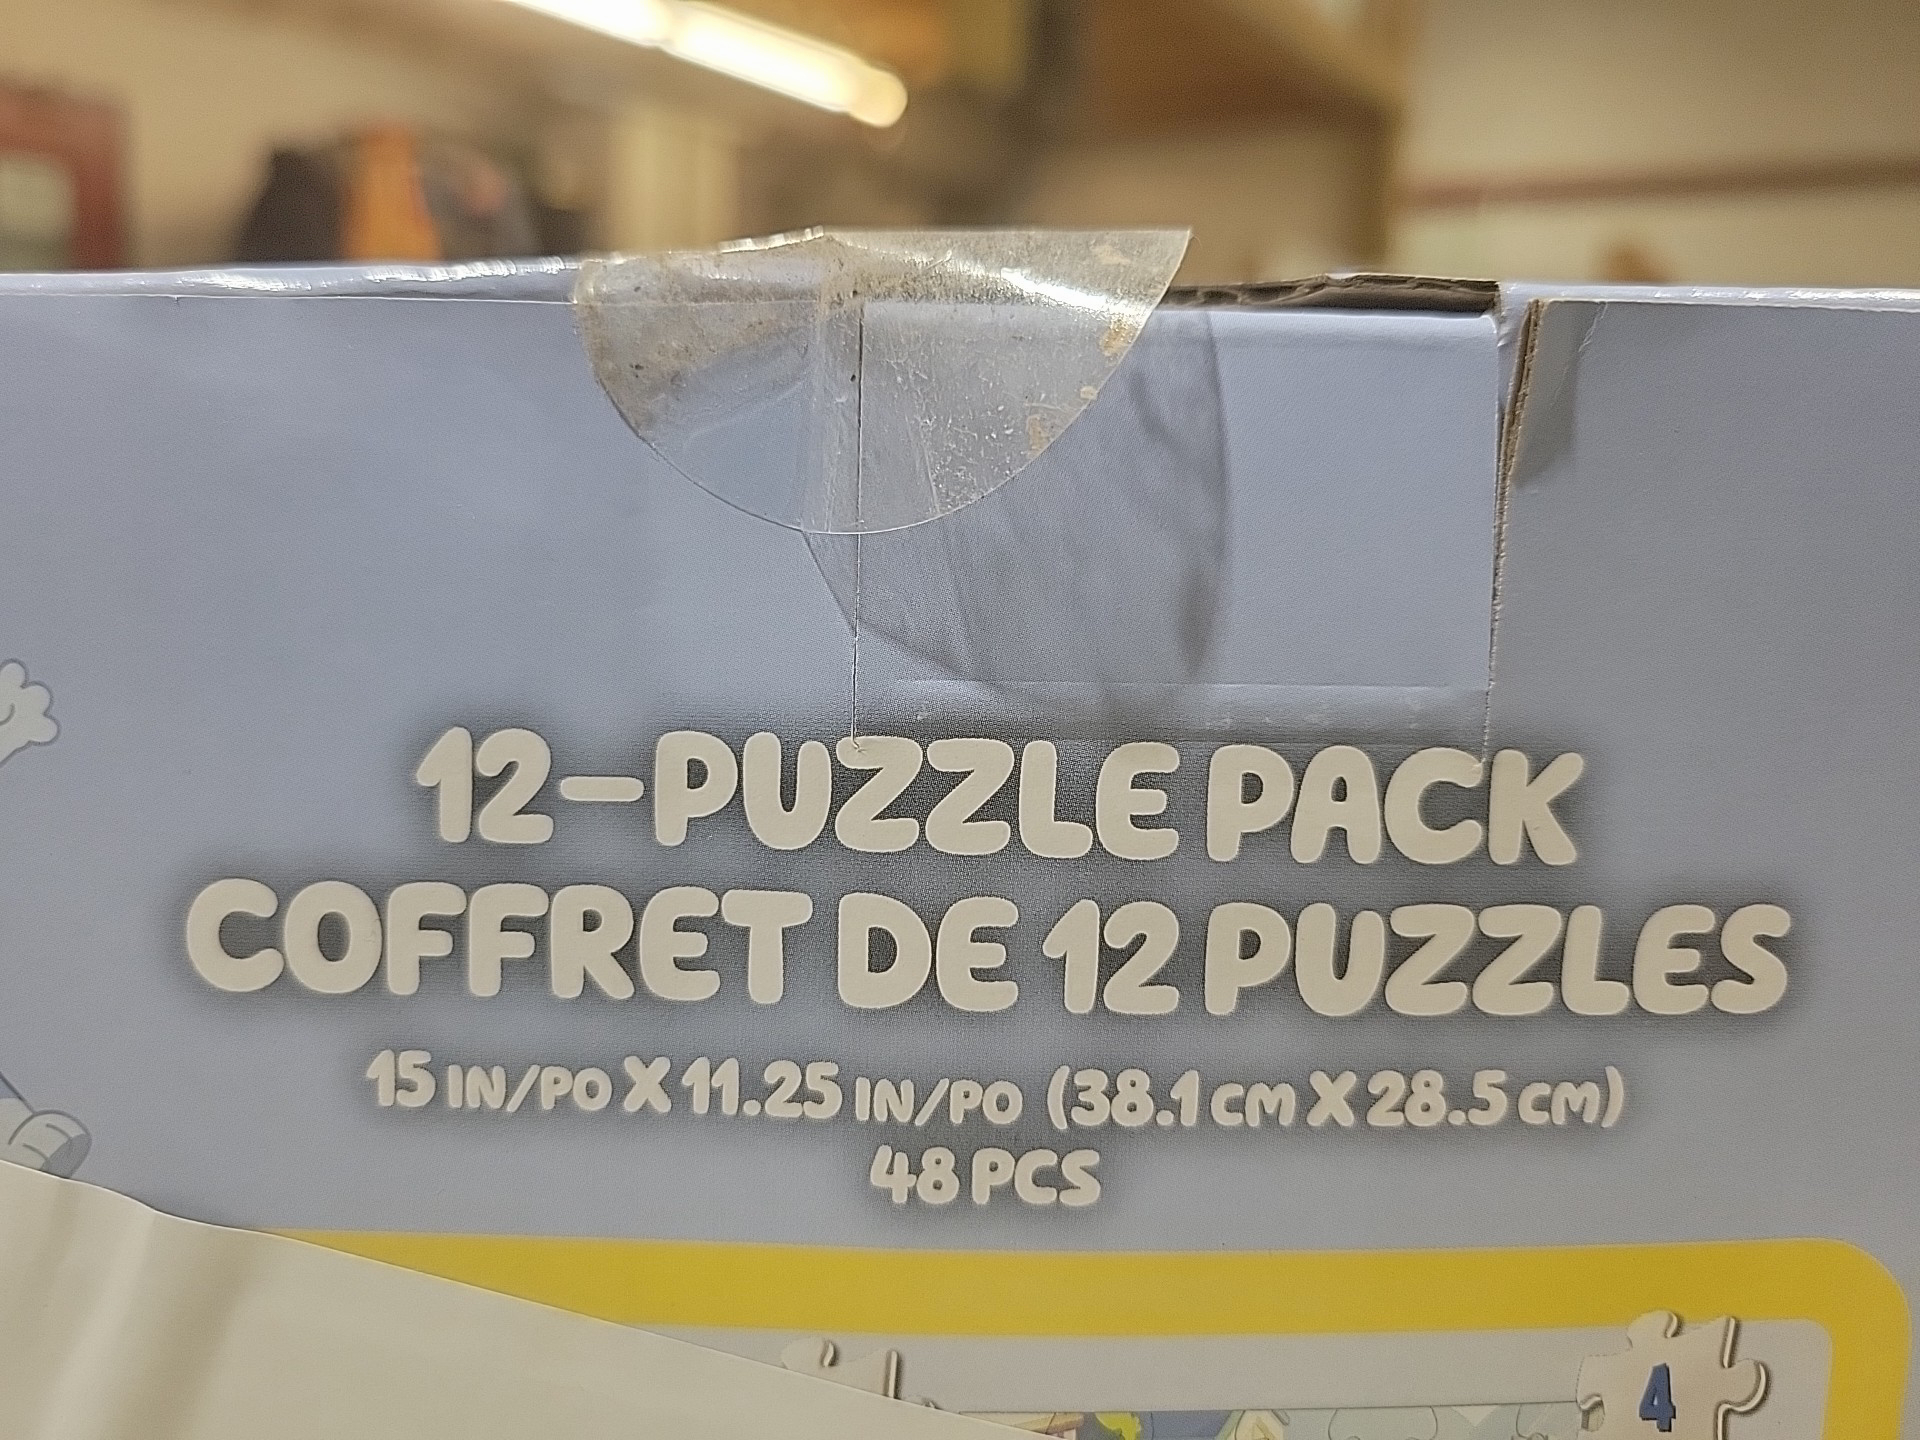 12-PUZZLE PACK
COFFRET DE 12 PUZZLES
15 IN/PO X 11.25 IN/PO (38.1 cm X 28.5 cm)
48 PCS
4